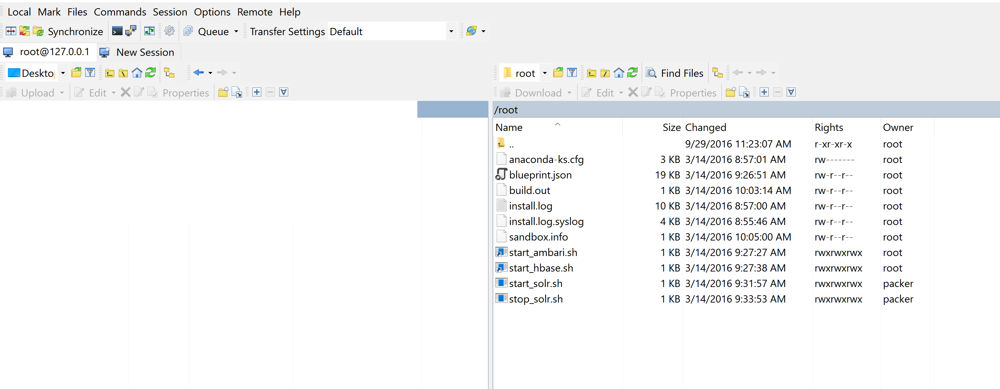 Local Mark Files Commands Session Options Remote Help
Synchronize Queue Transfer Settings Default
root@127.0.0.1 New Session
Deskto root Find Files
Upload Edit Properties Download Edit Properties
/root
Name Size Changed Rights Owner
.. 9/29/2016 11:23:07 AM r-xr-xr-x root
anaconda-ks.cfg 3 KB 3/14/2016 8:57:01 AM rw------- root
blueprint.json 19 KB 3/14/2016 9:26:51 AM rw-r--r-- root
build.out 1 KB 3/14/2016 10:03:14 AM rw-r--r-- root
install.log 10 KB 3/14/2016 8:57:00 AM rw-r--r-- root
install.log.syslog 4 KB 3/14/2016 8:55:46 AM rw-r--r-- root
sandbox.info 1 KB 3/14/2016 10:05:00 AM rw-r--r-- root
start_ambari.sh 1 KB 3/14/2016 9:27:27 AM rwxrwxrwx root
start_hbase.sh 1 KB 3/14/2016 9:27:38 AM rwxrwxrwx root
start_solr.sh 1 KB 3/14/2016 9:31:57 AM rwxrwxrwx packer
stop_solr.sh 1 KB 3/14/2016 9:33:53 AM rwxrwxrwx packer